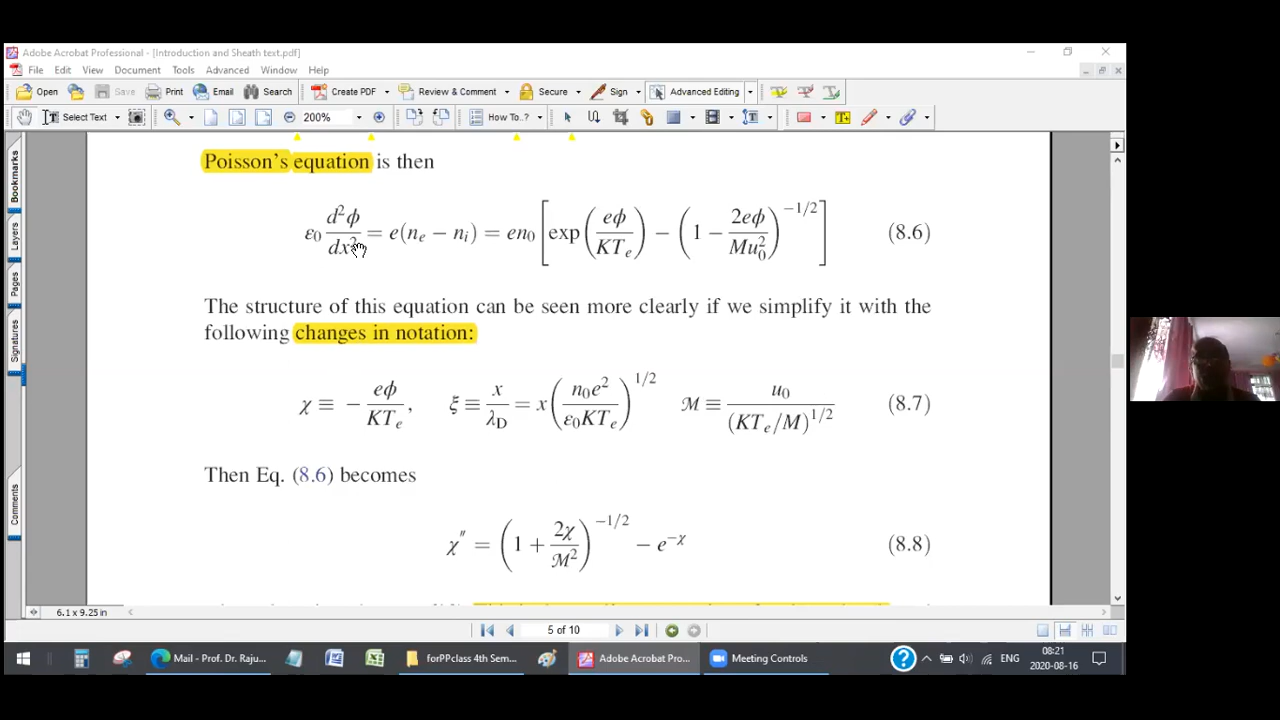 Adobe Acrobat Professional - [Introduction and Sheath text.pdf]
File Edit View Document Tools Advanced Window Help
Open Save Print Email Search Create PDF Review & Comment Secure Sign Advanced Editing
Select Text 200% How To..?
Bookmarks
Layers
Pages
Signatures
Comments
Poisson's equation is then
ε₀ d²ϕ/dx² = e(nₑ − nᵢ) = en₀ [exp(eϕ/KTₑ) − (1 − 2eϕ/Mu₀²)^(−1/2)] (8.6)
The structure of this equation can be seen more clearly if we simplify it with the
following changes in notation:
χ ≡ − eϕ/KTₑ, ξ ≡ x/λ_D = x(n₀e²/ε₀KTₑ)^(1/2) ℳ ≡ u₀/(KTₑ/M)^(1/2) (8.7)
Then Eq. (8.6) becomes
χ″ = (1 + 2χ/ℳ²)^(−1/2) − e^(−χ) (8.8)
6.1 x 9.25 in
5 of 10
Mail - Prof. Dr. Raju... forPPclass 4th Sem... Adobe Acrobat Pro... Meeting Controls ENG 08:21
2020-08-16